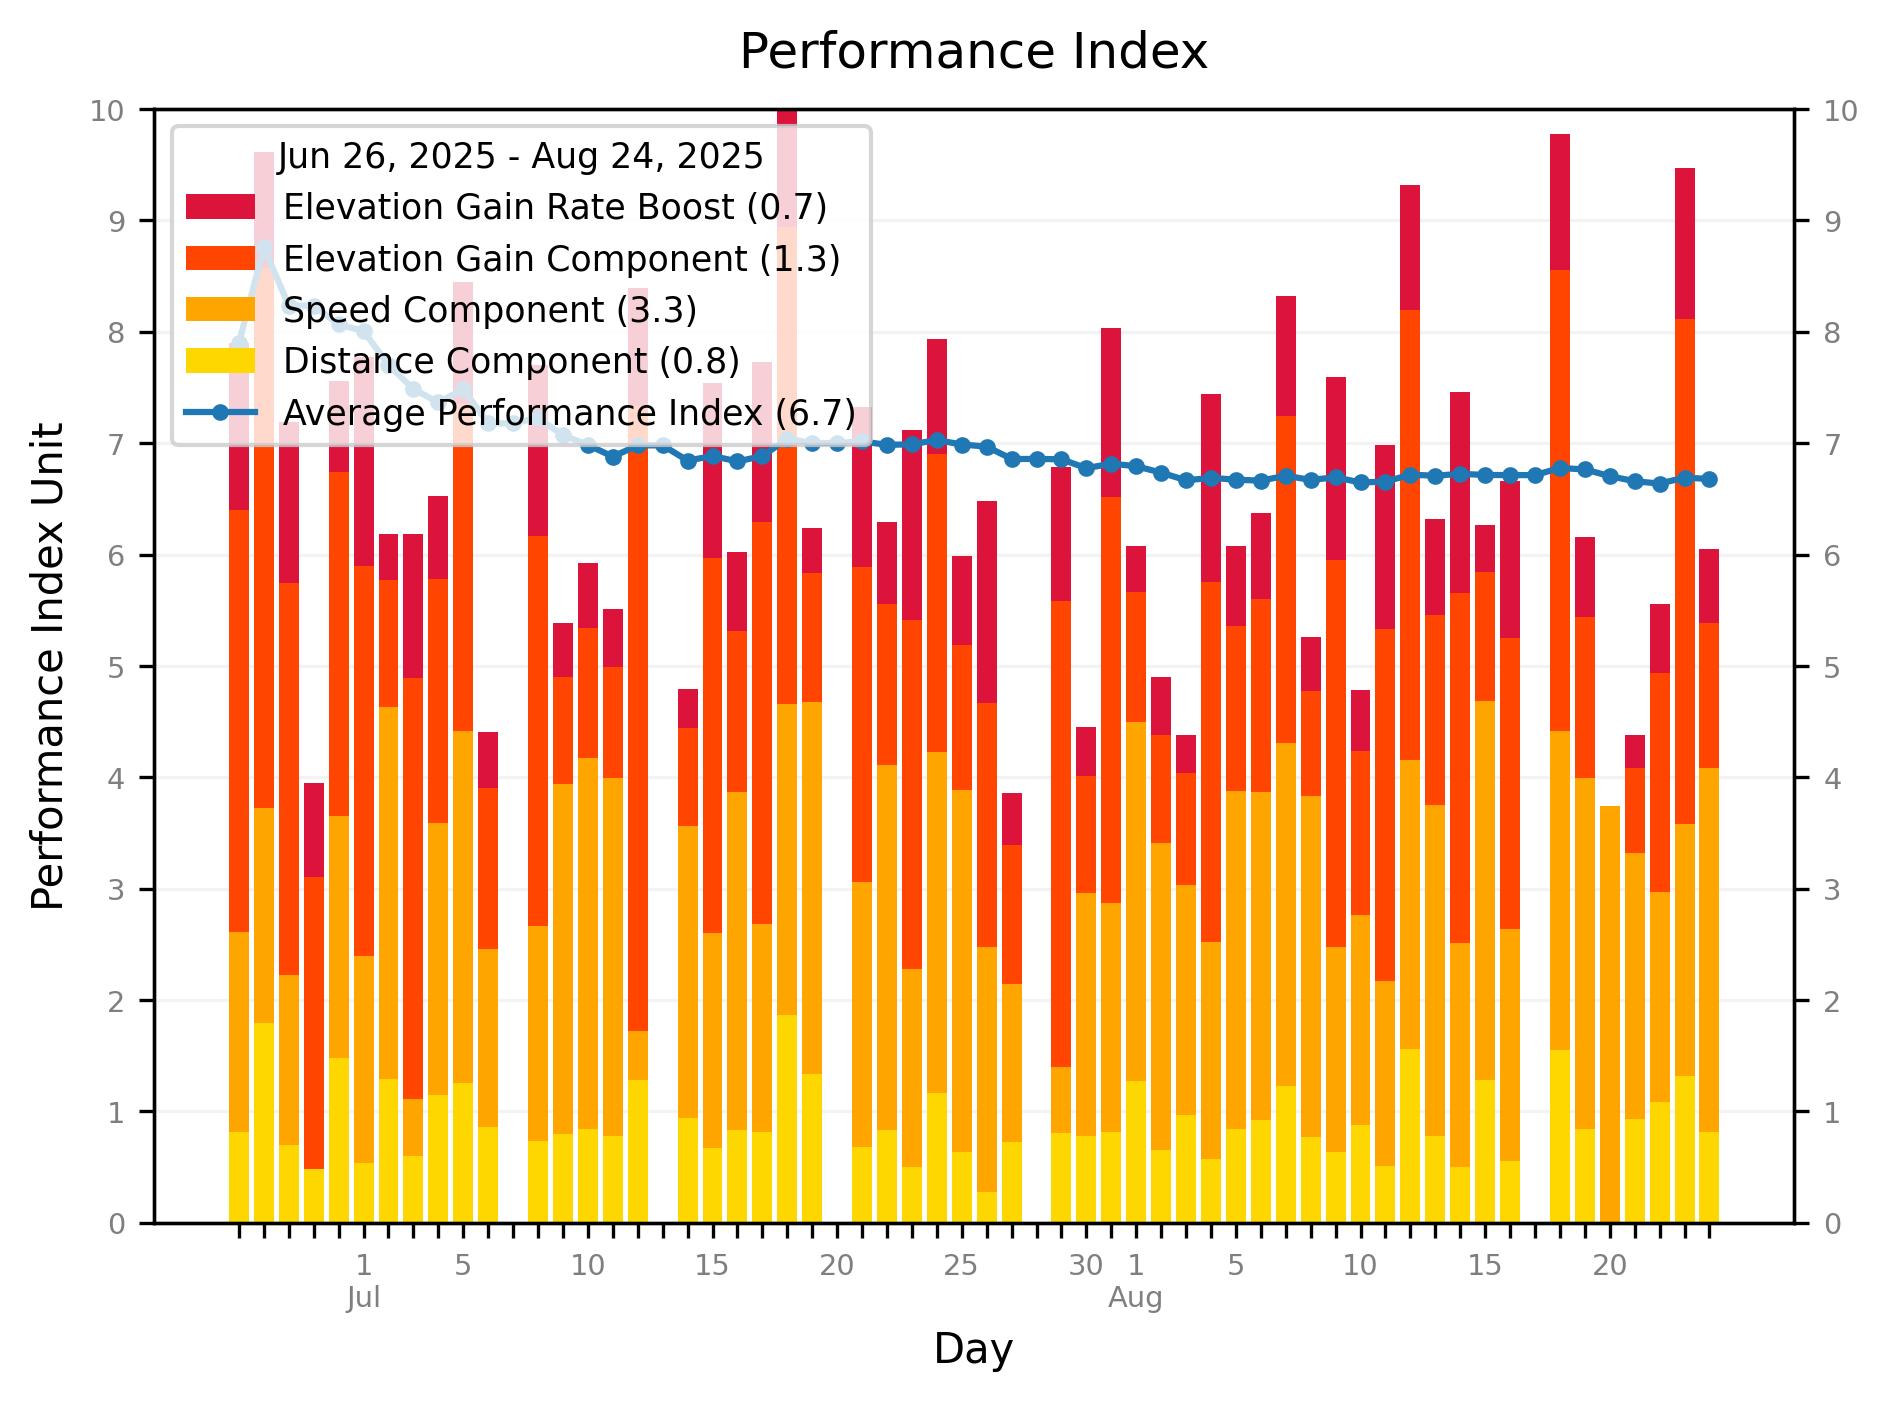 Performance Index
Jun 26, 2025 - Aug 24, 2025
Elevation Gain Rate Boost (0.7)
Elevation Gain Component (1.3)
Speed Component (3.3)
Distance Component (0.8)
Average Performance Index (6.7)
Performance Index Unit
10
9
8
7
6
5
4
3
2
1
0
10
9
8
7
6
5
4
3
2
1
0
1 5 10 15 20 25 30 1 5 10 15 20
Jul Aug
Day